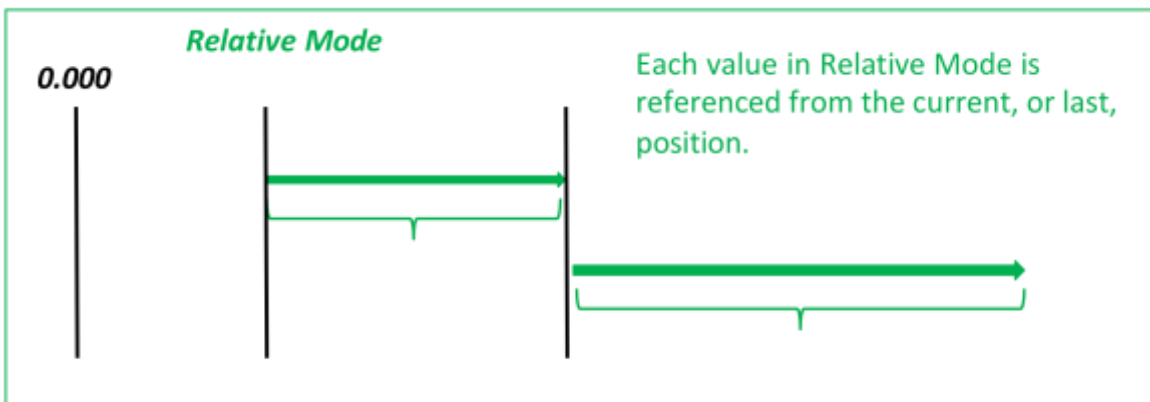 Relative Mode
0.000
Each value in Relative Mode is
referenced from the current, or last,
position.